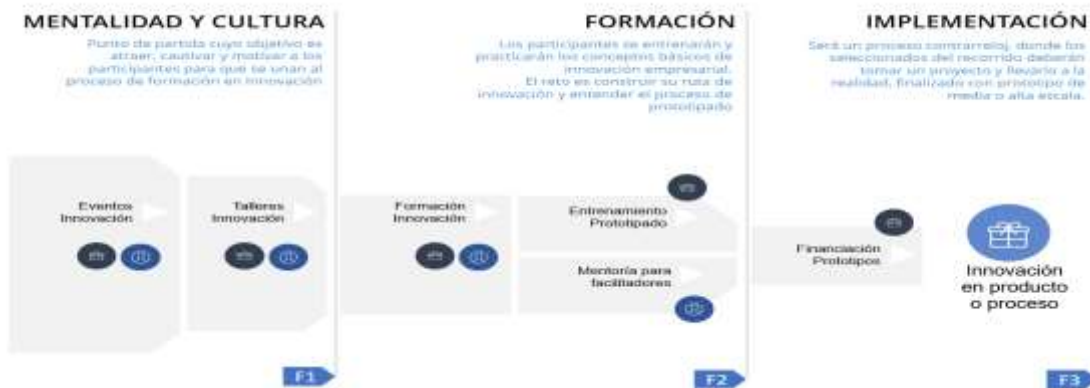 MENTALIDAD Y CULTURA
Punto de partida cuyo objetivo es
atraer, cautivar y motivar a los
participantes para que se unan al
proceso de formación en innovación
FORMACIÓN
Los participantes se entrenarán y
practicarán los conceptos básicos de
innovación empresarial.
El reto es construir su ruta de
innovación y entender el proceso de
prototipado
IMPLEMENTACIÓN
Será un proceso contrarreloj, donde los
seleccionados del recorrido deberán
tomar un proyecto y llevarlo a la
realidad, finalizado con prototipo de
media o alta escala.
Eventos
Innovación
Talleres
Innovación
Formación
Innovación
Entrenamiento
Prototipado
Mentoría para
facilitadores
Financiación
Prototipos
Innovación
en producto
o proceso
F1
F2
F3